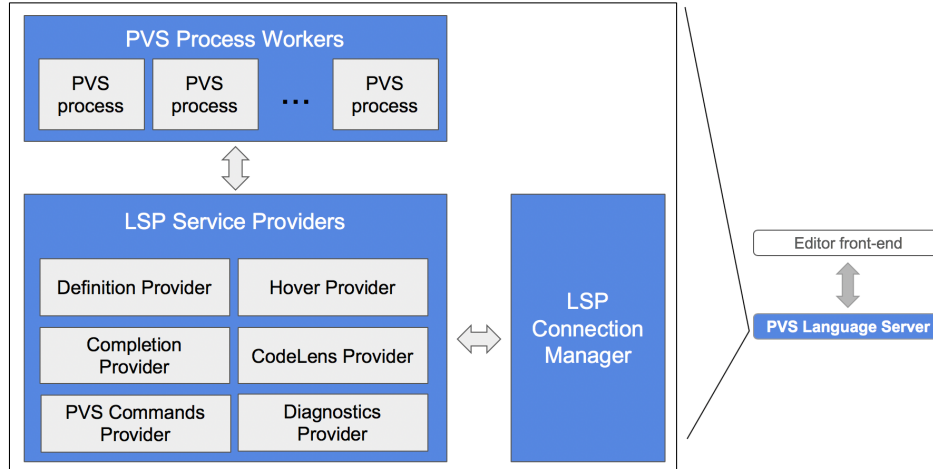 PVS Process Workers
PVS
process
PVS
process
...
PVS
process
LSP Service Providers
Definition Provider
Hover Provider
Completion
Provider
CodeLens Provider
PVS Commands
Provider
Diagnostics
Provider
LSP
Connection
Manager
Editor front-end
PVS Language Server